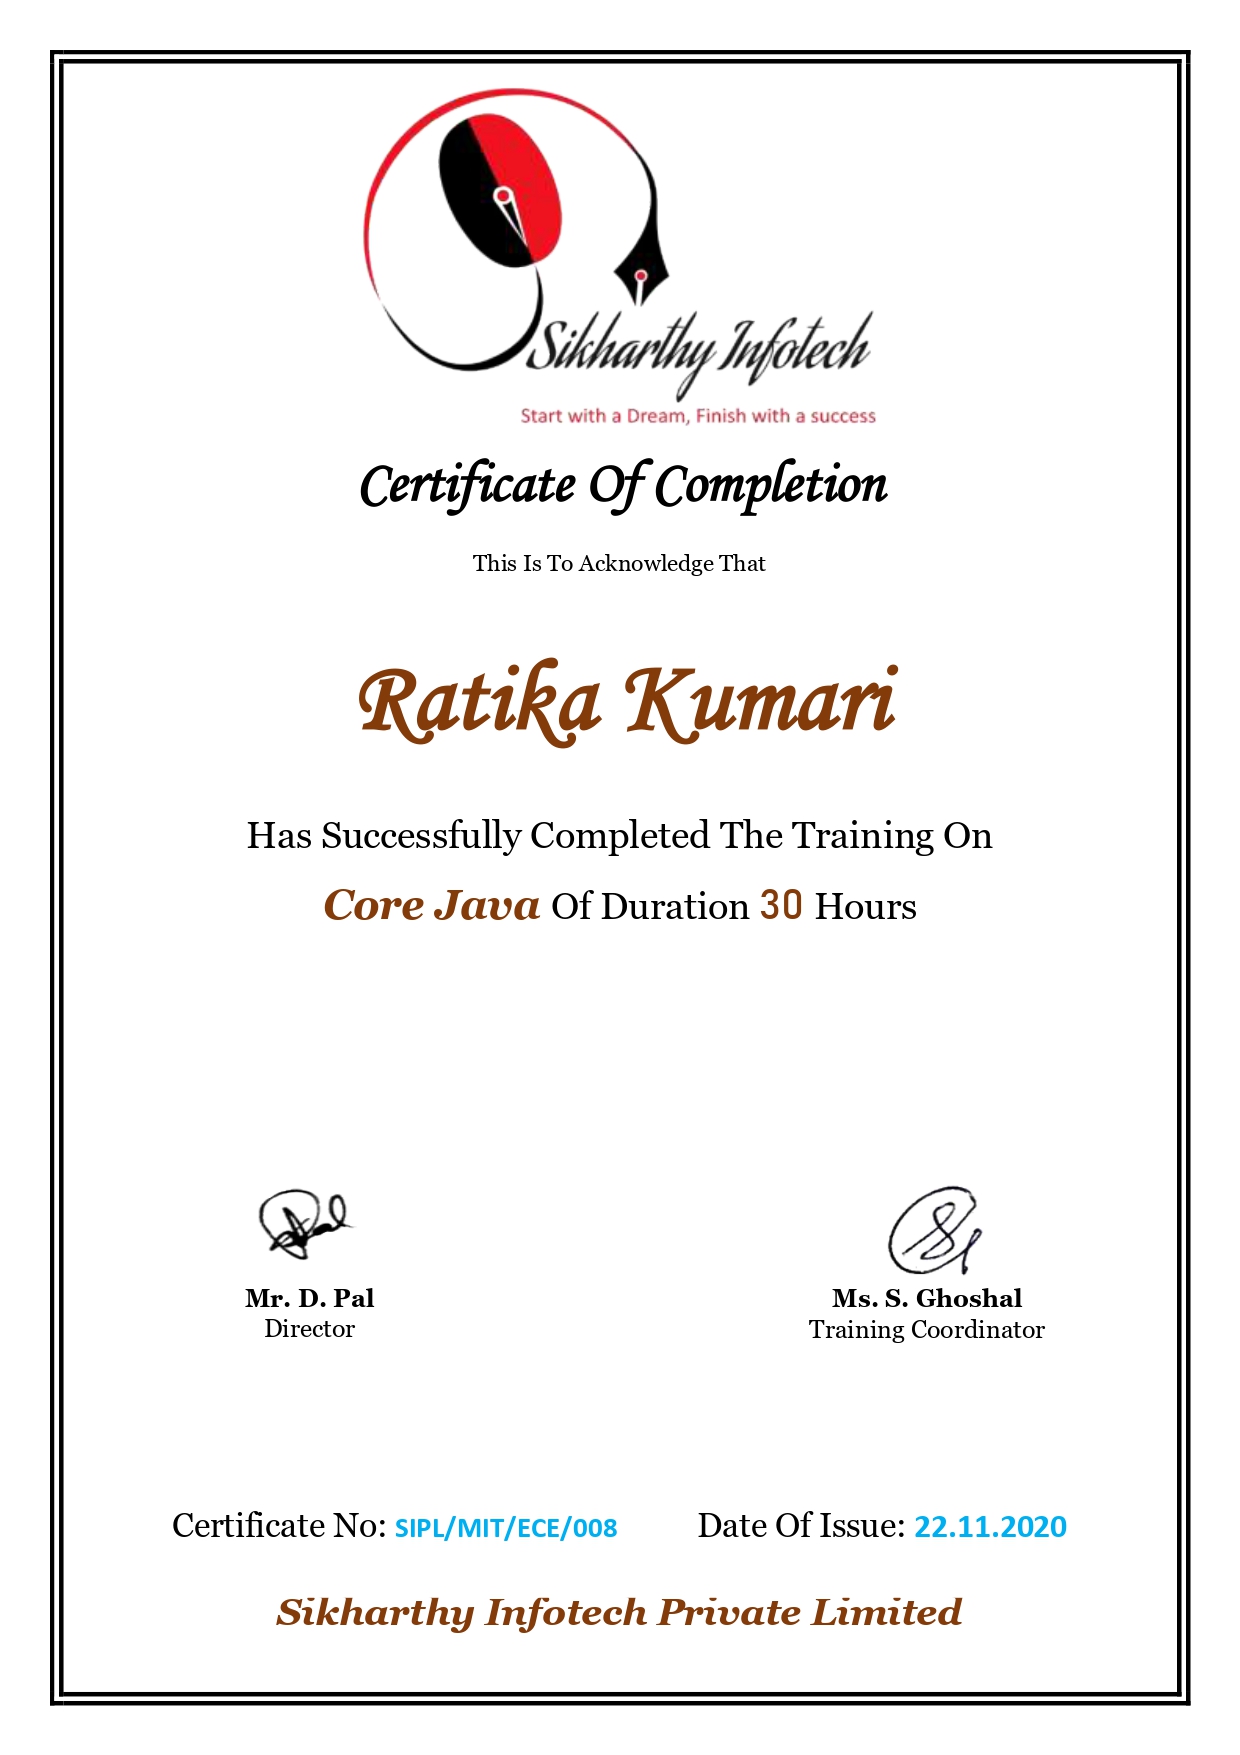 Sikharthy Infotech
Start with a Dream, Finish with a success
Certificate Of Completion
This Is To Acknowledge That
Ratika Kumari
Has Successfully Completed The Training On
Core Java Of Duration 30 Hours
Mr. D. Pal
Director
Ms. S. Ghoshal
Training Coordinator
Certificate No: SIPL/MIT/ECE/008 Date Of Issue: 22.11.2020
Sikharthy Infotech Private Limited